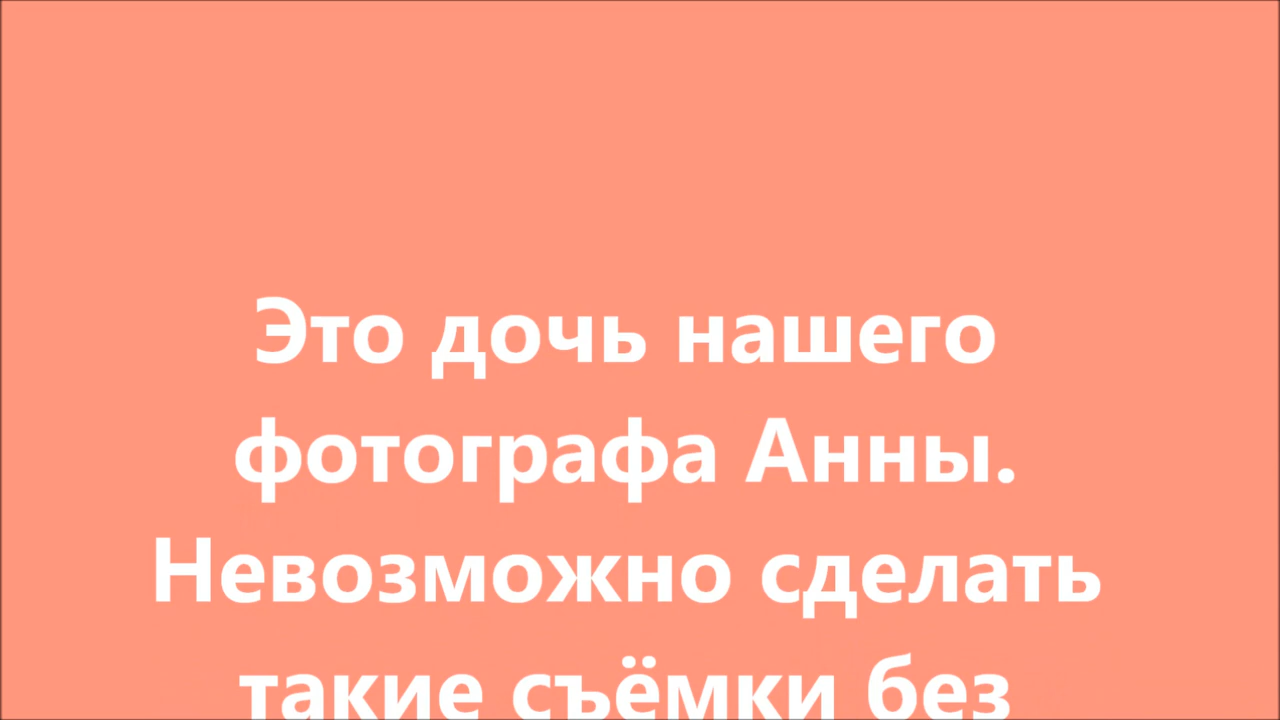 Это дочь нашего
фотографа Анны.
Невозможно сделать
такие съёмки без